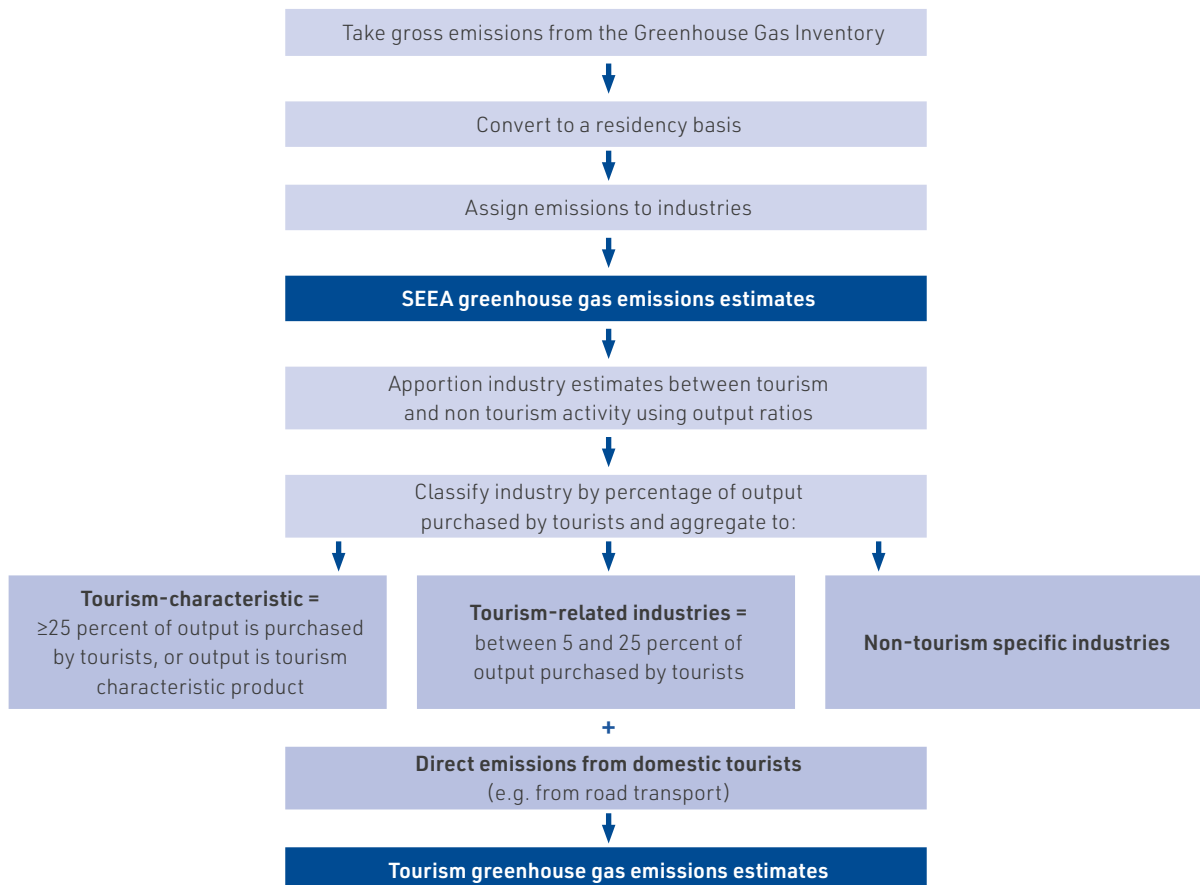 Take gross emissions from the Greenhouse Gas Inventory
Convert to a residency basis
Assign emissions to industries
SEEA greenhouse gas emissions estimates
Apportion industry estimates between tourism
and non tourism activity using output ratios
Classify industry by percentage of output
purchased by tourists and aggregate to:
Tourism-characteristic =
≥25 percent of output is purchased
by tourists, or output is tourism
characteristic product
Tourism-related industries =
between 5 and 25 percent of
output purchased by tourists
Non-tourism specific industries
+
Direct emissions from domestic tourists
(e.g. from road transport)
Tourism greenhouse gas emissions estimates